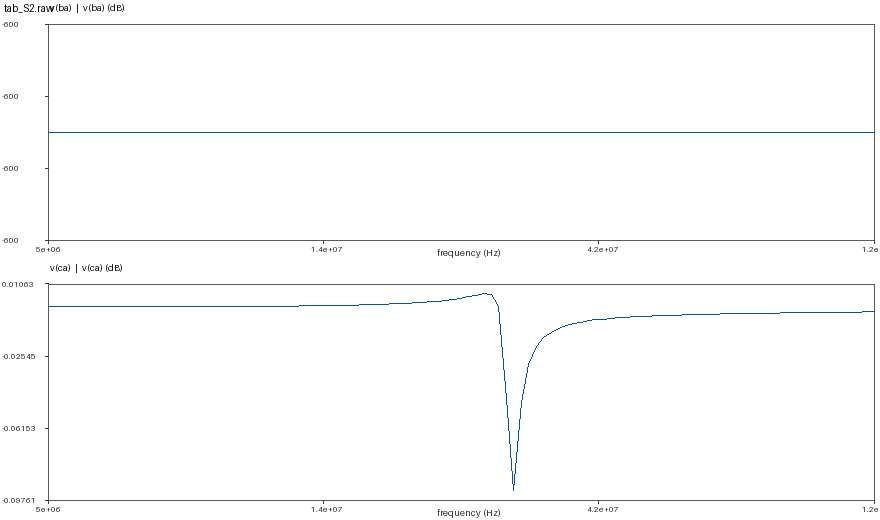 tab_S2.raw v(ba) | v(ba) (dB)
-600
-600
-600
-600
5e+06 1.4e+07 4.2e+07 1.2e
frequency (Hz)
v(ca) | v(ca) (dB)
0.01063
-0.02545
-0.06153
-0.09761
5e+06 1.4e+07 4.2e+07 1.2e
frequency (Hz)